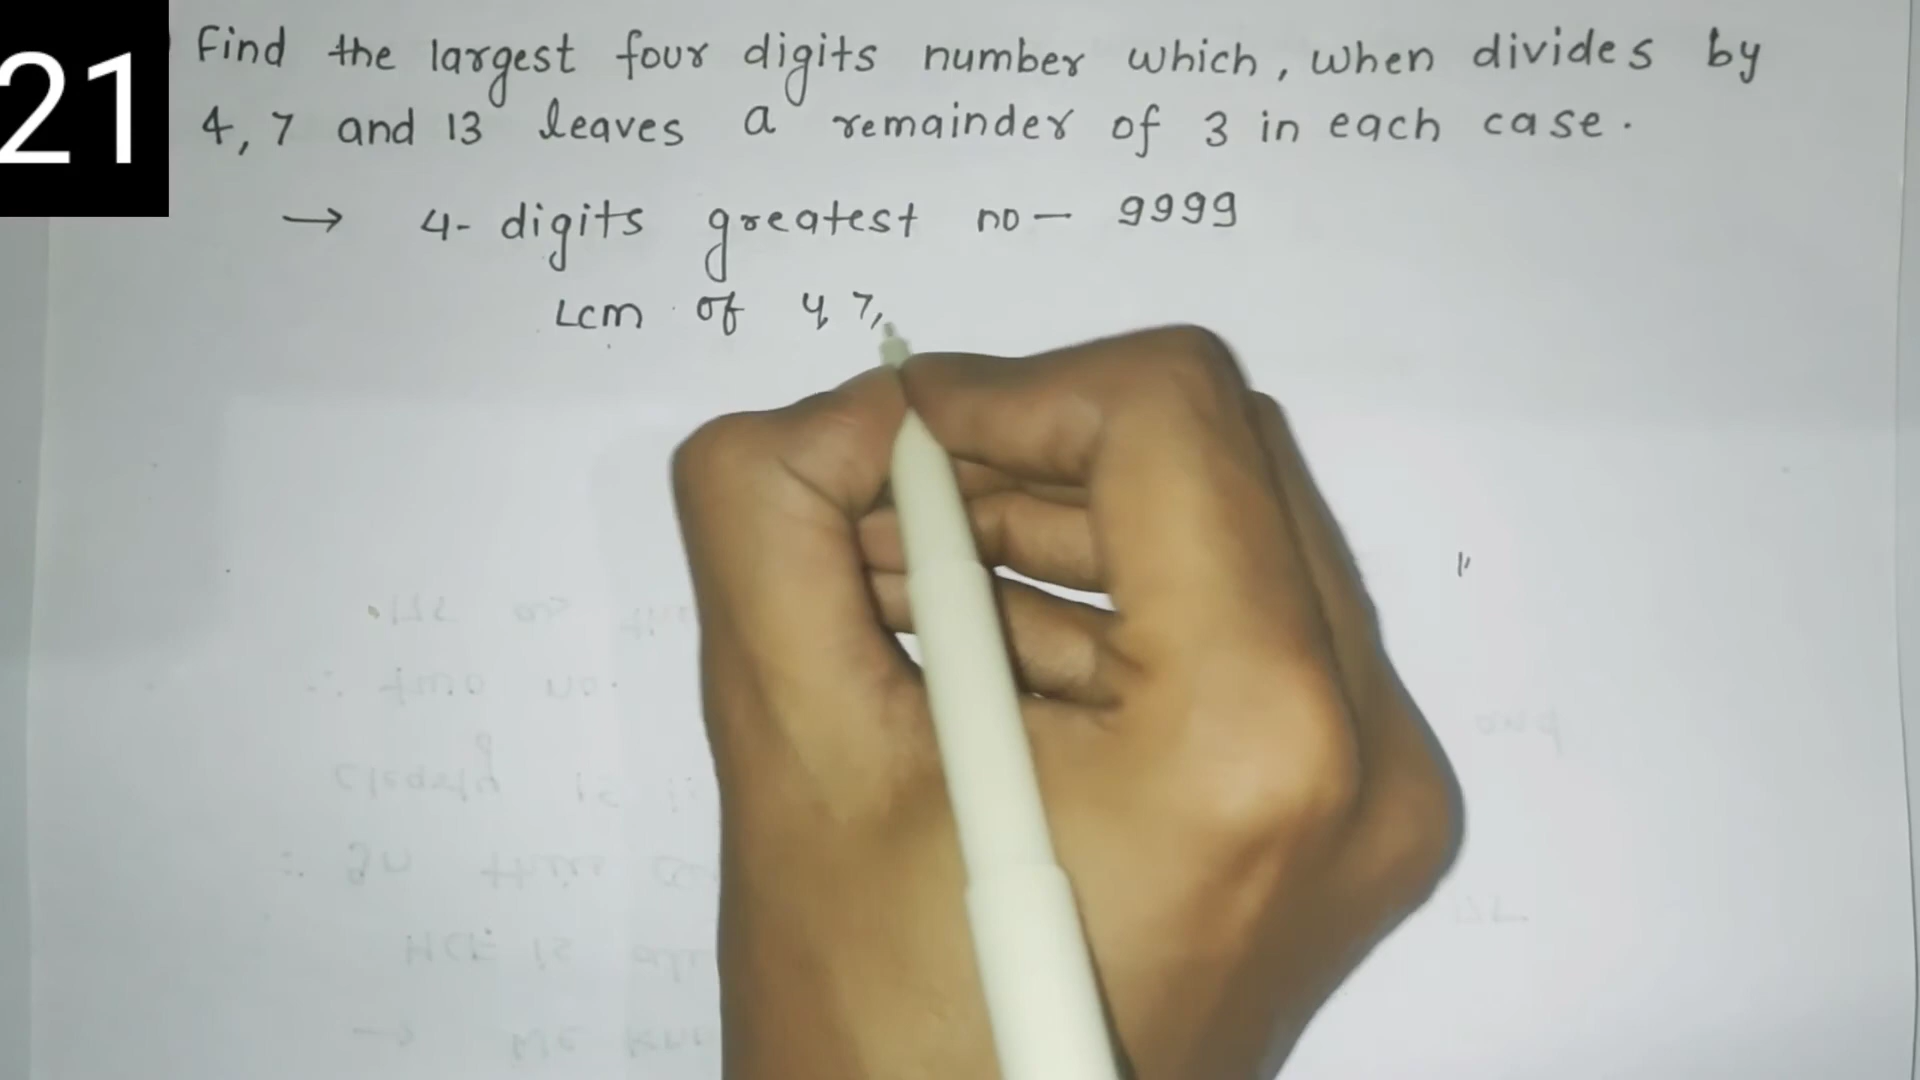 21
Find the largest four digits number which, when divides by
4, 7 and 13 leaves a remainder of 3 in each case.
→ 4- digits greatest no — 9999
Lcm of 4 7,